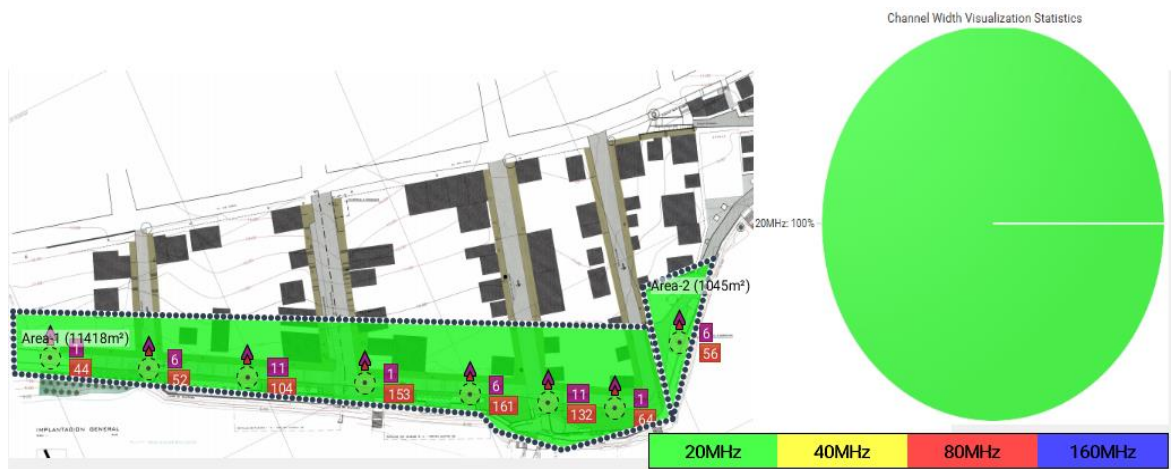 Channel Width Visualization Statistics
20MHz: 100%
Area-2 (1045m²)
Area-1 (11418m²)
1
44
6
52
11
104
1
153
6
161
11
132
1
64
6
56
IMPLANTACIÓN GENERAL
20MHz
40MHz
80MHz
160MHz